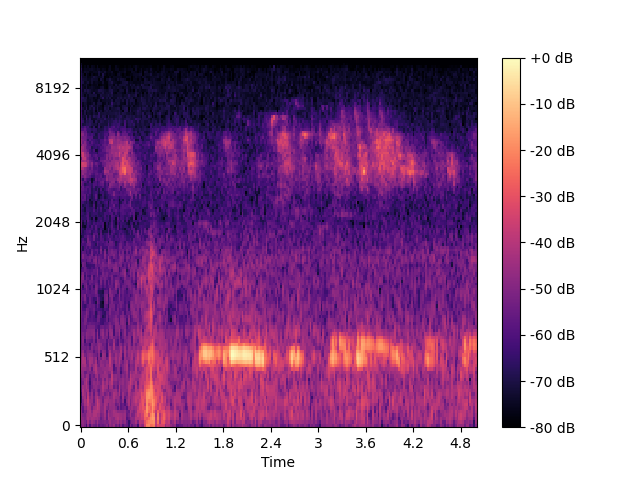 8192
4096
2048
1024
512
0
Hz
0 0.6 1.2 1.8 2.4 3 3.6 4.2 4.8
Time
+0 dB
-10 dB
-20 dB
-30 dB
-40 dB
-50 dB
-60 dB
-70 dB
-80 dB